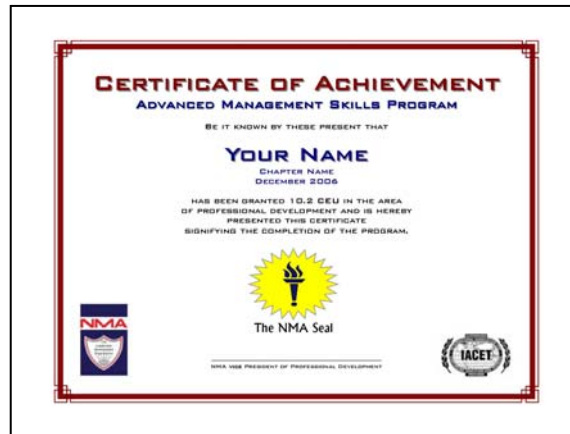 CERTIFICATE OF ACHIEVEMENT
ADVANCED MANAGEMENT SKILLS PROGRAM
BE IT KNOWN BY THESE PRESENT THAT
YOUR NAME
CHAPTER NAME
DECEMBER 2006
HAS BEEN GRANTED 10.2 CEU IN THE AREA
OF PROFESSIONAL DEVELOPMENT AND IS HEREBY
PRESENTED THIS CERTIFICATE
SIGNIFYING THE COMPLETION OF THE PROGRAM.
The NMA Seal
NMA
IACET
NMA VICE PRESIDENT OF PROFESSIONAL DEVELOPMENT